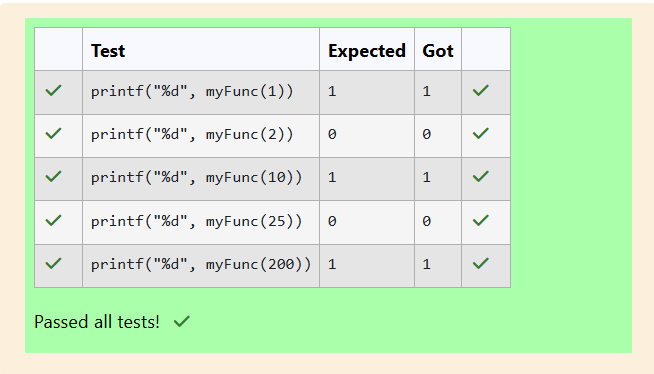 Test Expected Got
printf("%d", myFunc(1)) 1 1
printf("%d", myFunc(2)) 0 0
printf("%d", myFunc(10)) 1 1
printf("%d", myFunc(25)) 0 0
printf("%d", myFunc(200)) 1 1
Passed all tests!